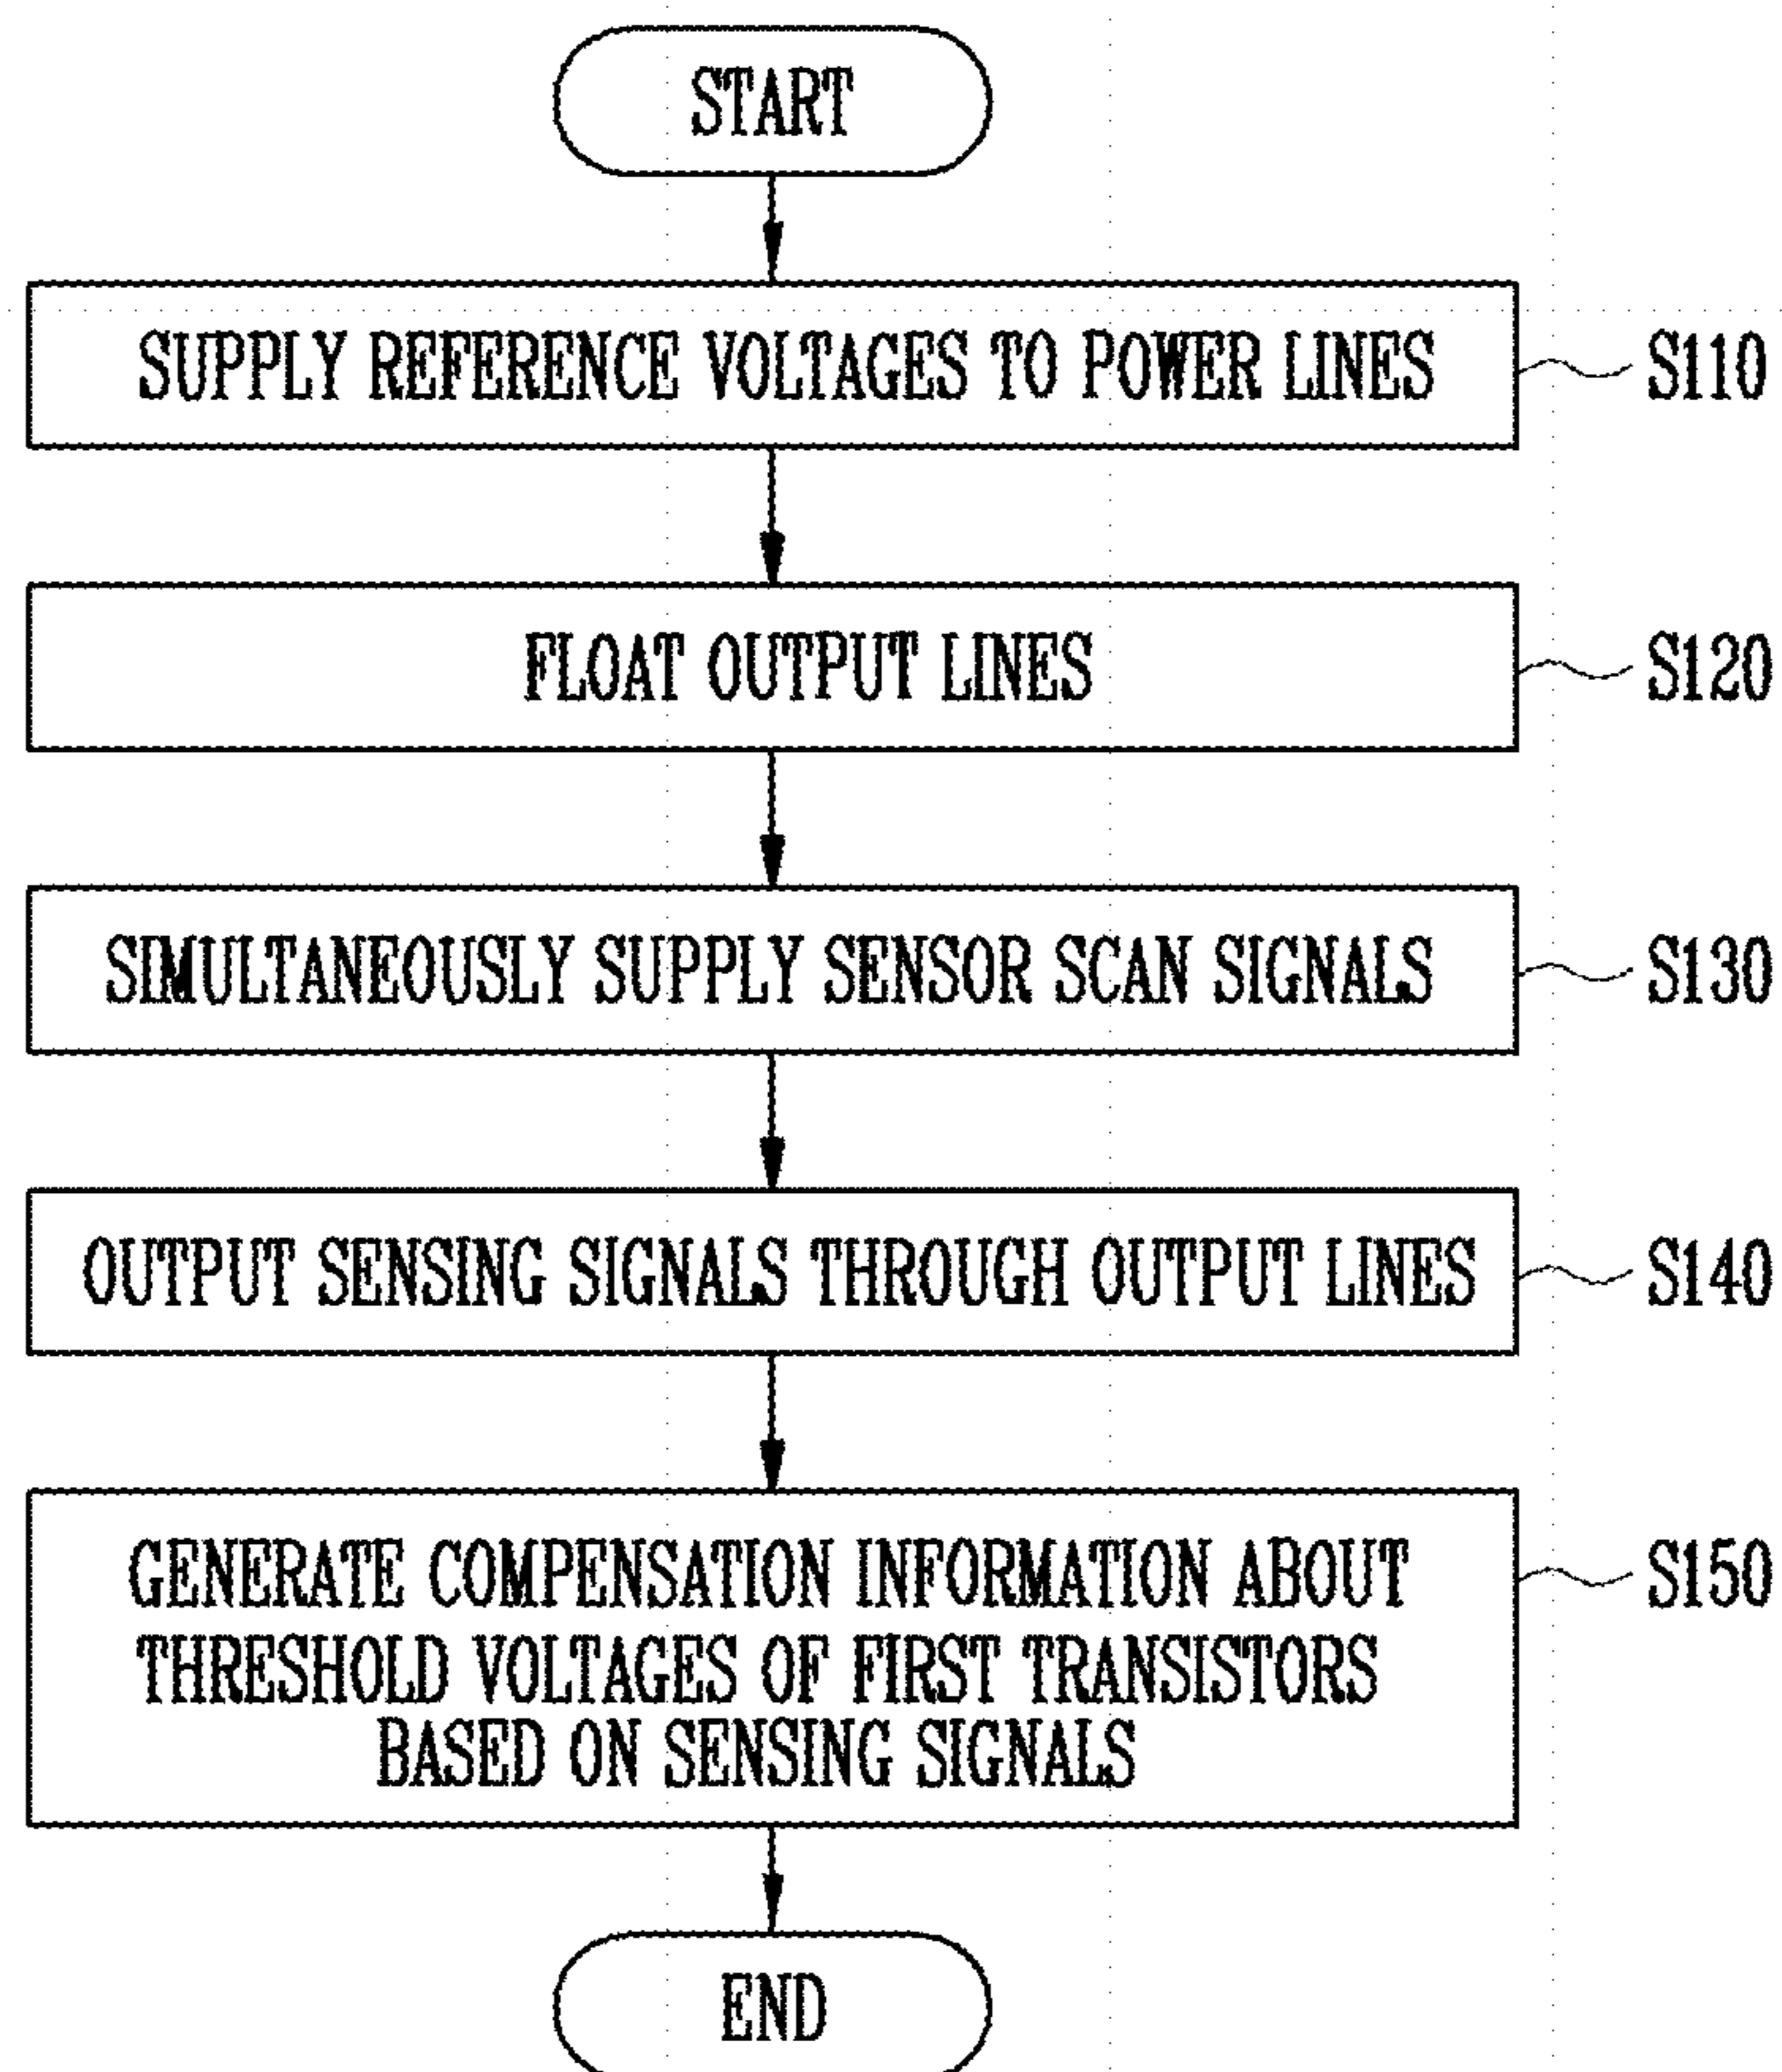 START
SUPPLY REFERENCE VOLTAGES TO POWER LINES
S110
FLOAT OUTPUT LINES
S120
SIMULTANEOUSLY SUPPLY SENSOR SCAN SIGNALS
S130
OUTPUT SENSING SIGNALS THROUGH OUTPUT LINES
S140
GENERATE COMPENSATION INFORMATION ABOUT
S150
THRESHOLD VOLTAGES OF FIRST TRANSISTORS
BASED ON SENSING SIGNALS
END